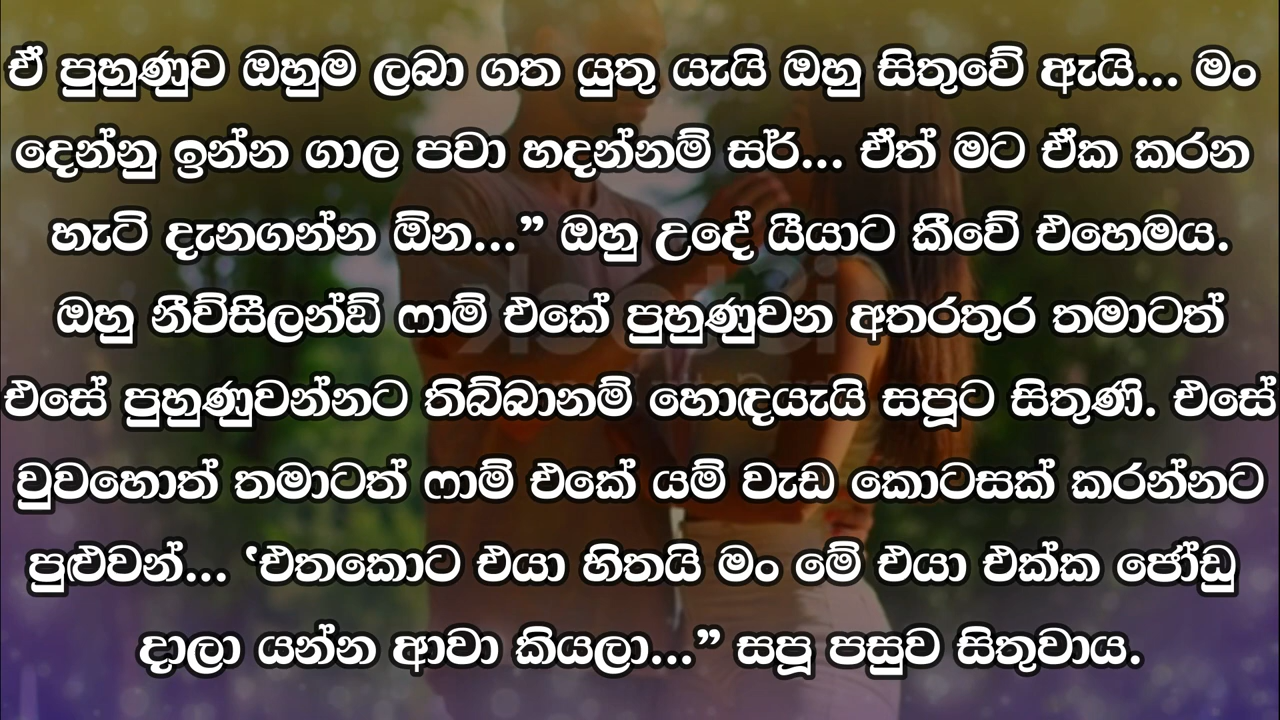 ඒ පුහුණුව ඔහුම ලබා ගත යුතු යැයි ඔහු සිතුවේ ඇයි... මං
දෙන්නු ඉන්න ගාල පවා හදන්නම් සර්... ඒත් මට ඒක කරන
හැටි දැනගන්න ඕන...” ඔහු උදේ යීයාට කීවේ එහෙමය.
ඔහු නීව්සීලන්ඞ් ෆාම් එකේ පුහුණුවන අතරතුර තමාටත්
එසේ පුහුණුවන්නට තිබ්බානම් හොඳයැයි සපූට සිතුණි. එසේ
වුවහොත් තමාටත් ෆාම් එකේ යම් වැඩ කොටසක් කරන්නට
පුළුවන්... ‘එතකොට එයා හිතයි මං මේ එයා එක්ක ජෝඩු
දාලා යන්න ආවා කියලා...” සපූ පසුව සිතුවාය.